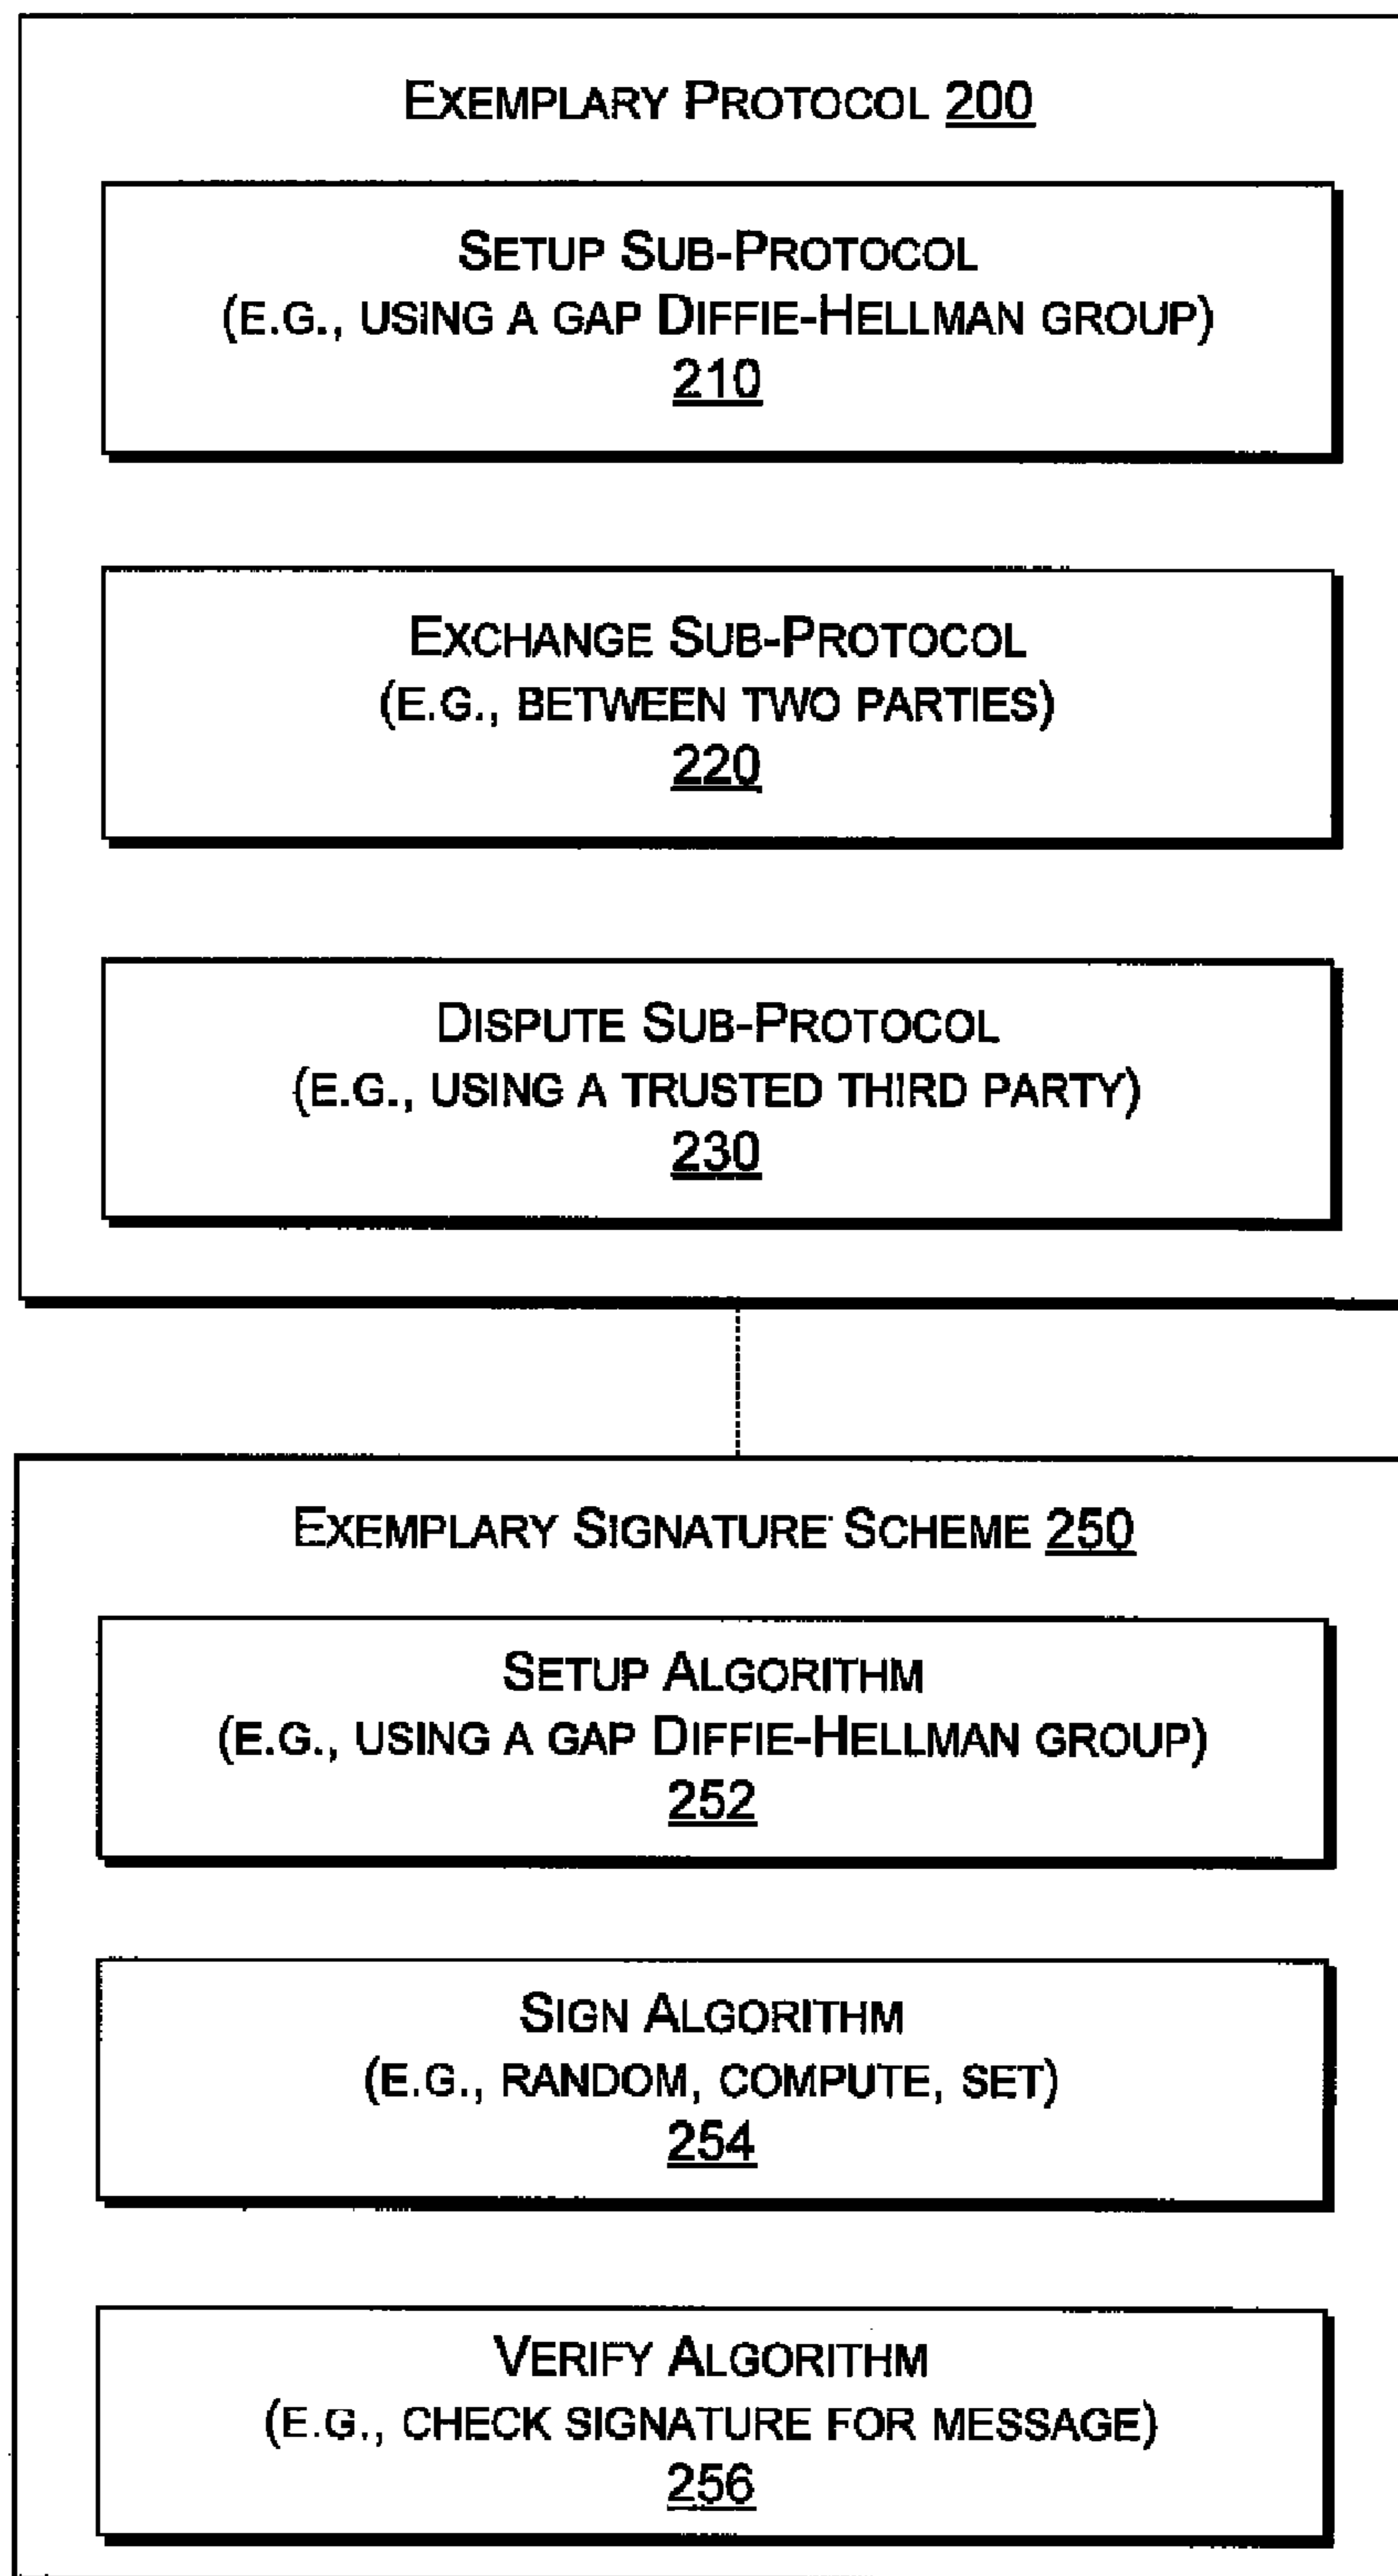 EXEMPLARY PROTOCOL 200
SETUP SUB-PROTOCOL
(E.G., USING A GAP DIFFIE-HELLMAN GROUP)
210
EXCHANGE SUB-PROTOCOL
(E.G., BETWEEN TWO PARTIES)
220
DISPUTE SUB-PROTOCOL
(E.G., USING A TRUSTED THIRD PARTY)
230
EXEMPLARY SIGNATURE SCHEME 250
SETUP ALGORITHM
(E.G., USING A GAP DIFFIE-HELLMAN GROUP)
252
SIGN ALGORITHM
(E.G., RANDOM, COMPUTE, SET)
254
VERIFY ALGORITHM
(E.G., CHECK SIGNATURE FOR MESSAGE)
256